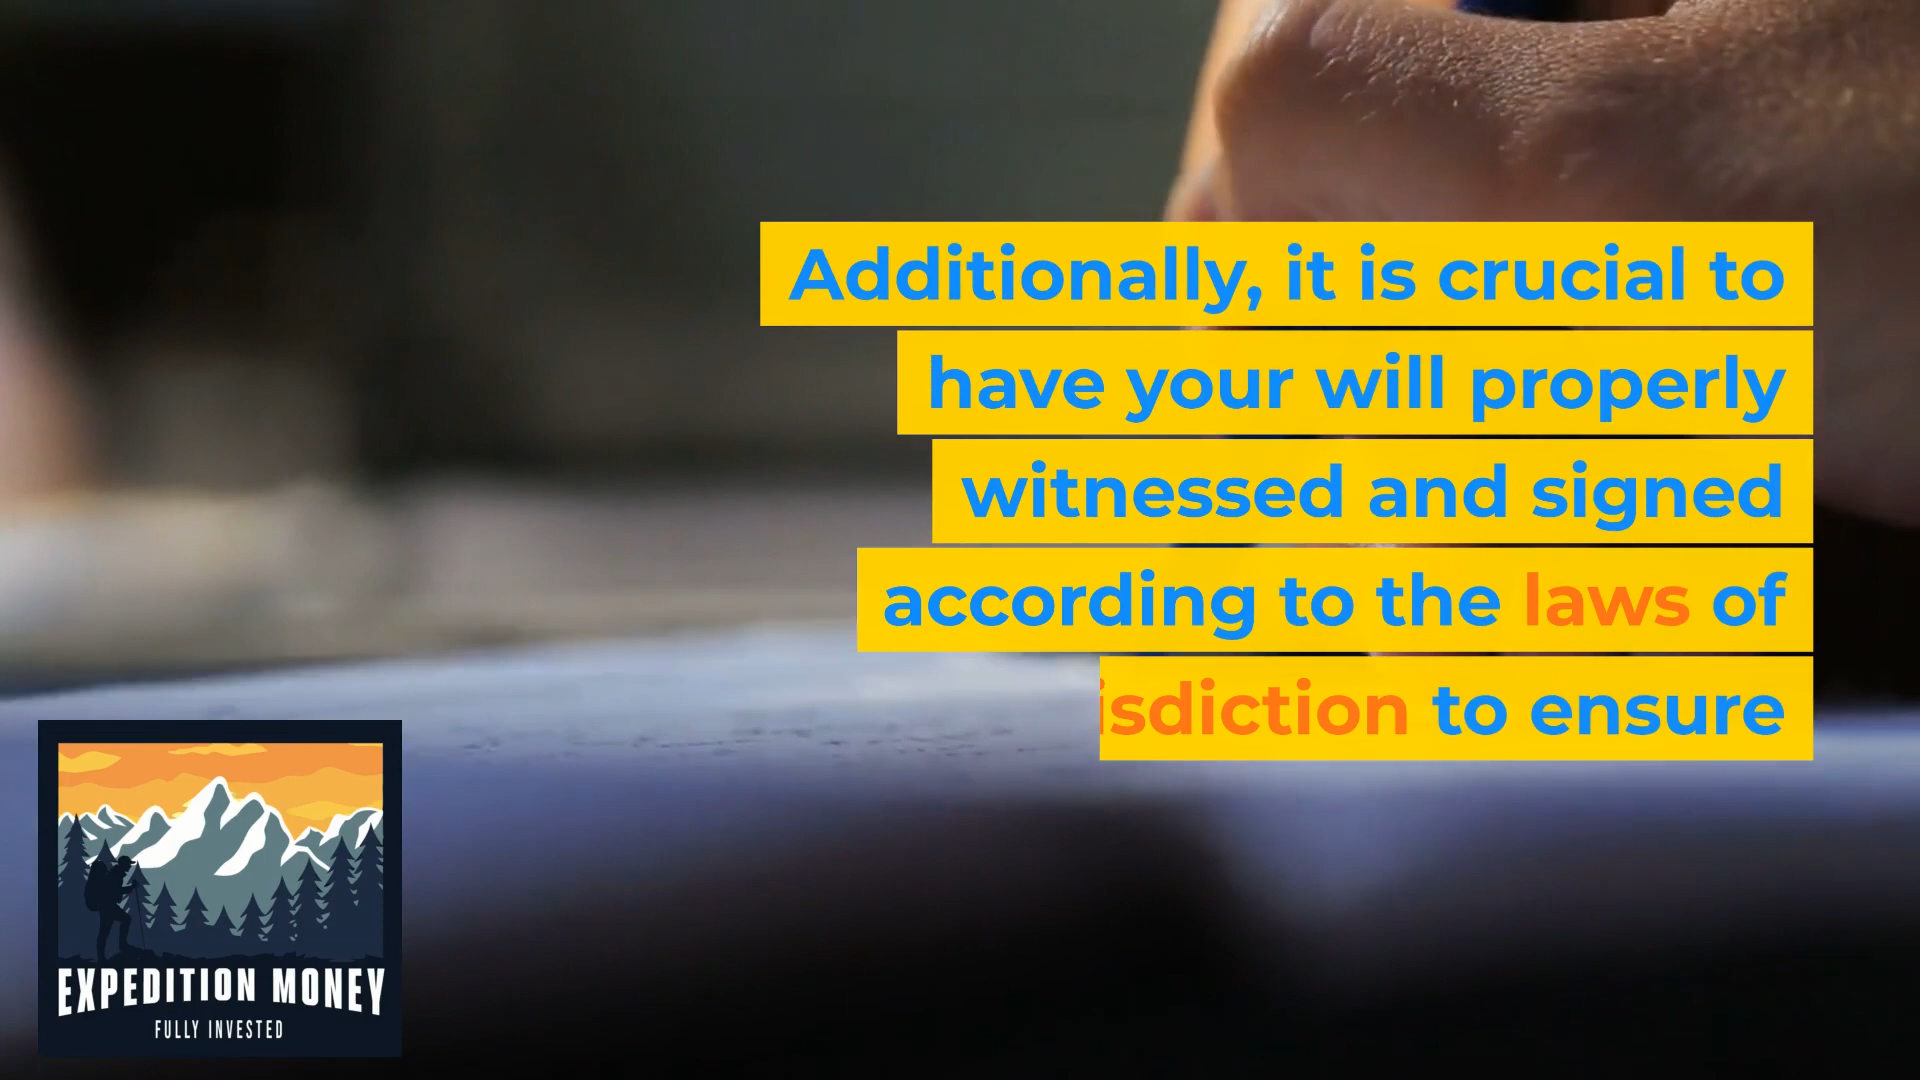 Additionally, it is crucial to
have your will properly
witnessed and signed
according to the laws of
isdiction to ensure
EXPEDITION MONEY
FULLY INVESTED